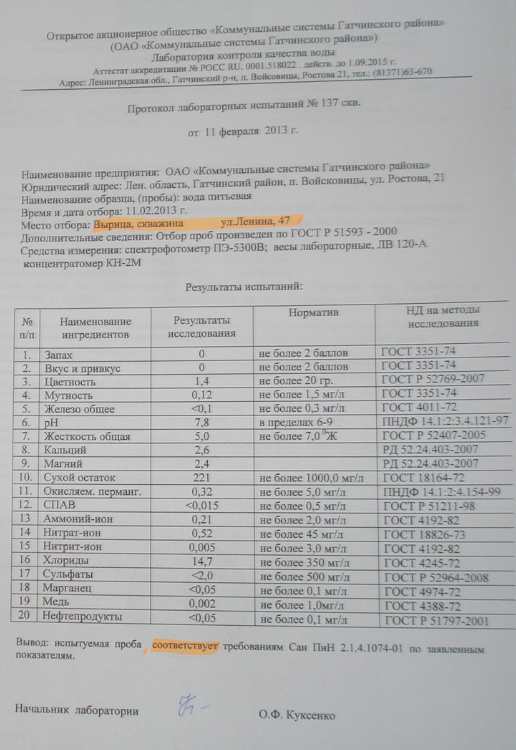 Открытое акционерное общество «Коммунальные системы Гатчинского района»
(ОАО «Коммунальные системы Гатчинского района»)
Лаборатория контроля качества воды
Аттестат аккредитации № РОСС RU. 0001.518022 . действ. до 1.09.2015 г.
Адрес: Ленинградская обл., Гатчинский р-н, п. Войсковицы, Ростова 21, тел.: (81371)63-670
Протокол лабораторных испытаний № 137 скв.
от 11 февраля 2013 г.
Наименование предприятия: ОАО «Коммунальные системы Гатчинского района»
Юридический адрес: Лен. область, Гатчинский район, п. Войсковицы, ул. Ростова, 21
Наименование образца, (пробы): вода питьевая
Время и дата отбора: 11.02.2013 г.
Место отбора: Вырица, скважина ул.Ленина, 47
Дополнительные сведения: Отбор проб произведен по ГОСТ Р 51593 - 2000
Средства измерения: спектрофотометр ПЭ-5300В; весы лабораторные, ЛВ 120-А
концентратомер КН-2М
Результаты испытаний:
№ п/п Наименование ингредиентов Результаты исследования Норматив НД на методы исследования
1. Запах 0 не более 2 баллов ГОСТ 3351-74
2. Вкус и привкус 0 не более 2 баллов ГОСТ 3351-74
3. Цветность 1,4 не более 20 гр. ГОСТ Р 52769-2007
4. Мутность 0,12 не более 1,5 мг/л ГОСТ 3351-74
5. Железо общее <0,1 не более 0,3 мг/л ГОСТ 4011-72
6. pH 7,8 в пределах 6-9 ПНДФ 14.1:2:3.4.121-97
7. Жесткость общая 5,0 не более 7,0 ⁰Ж ГОСТ Р 52407-2005
8. Кальций 2,6 РД 52.24.403-2007
9. Магний 2,4 РД 52.24.403-2007
10. Сухой остаток 221 не более 1000,0 мг/л ГОСТ 18164-72
11. Окисляем. перманг. 0,32 не более 5,0 мг/л ПНДФ 14.1:2:4.154-99
12. СПАВ <0,015 не более 0,5 мг/л ГОСТ Р 51211-98
13 Аммоний-ион 0,21 не более 2,0 мг/л ГОСТ 4192-82
14 Нитрат-ион 0,52 не более 45 мг/л ГОСТ 18826-73
15 Нитрит-ион 0,005 не более 3,0 мг/л ГОСТ 4192-82
16 Хлориды 14,7 не более 350 мг/л ГОСТ 4245-72
17 Сульфаты <2,0 не более 500 мг/л ГОСТ Р 52964-2008
18 Марганец <0,05 не более 0,1 мг/л ГОСТ 4974-72
19 Медь 0,002 не более 1,0мг/л ГОСТ 4388-72
20 Нефтепродукты <0,05 не более 0,1 мг/л ГОСТ Р 51797-2001
Вывод: испытуемая проба соответствует требованиям Сан ПиН 2.1.4.1074-01 по заявленным
показателям.
Начальник лаборатории О.Ф. Куксенко